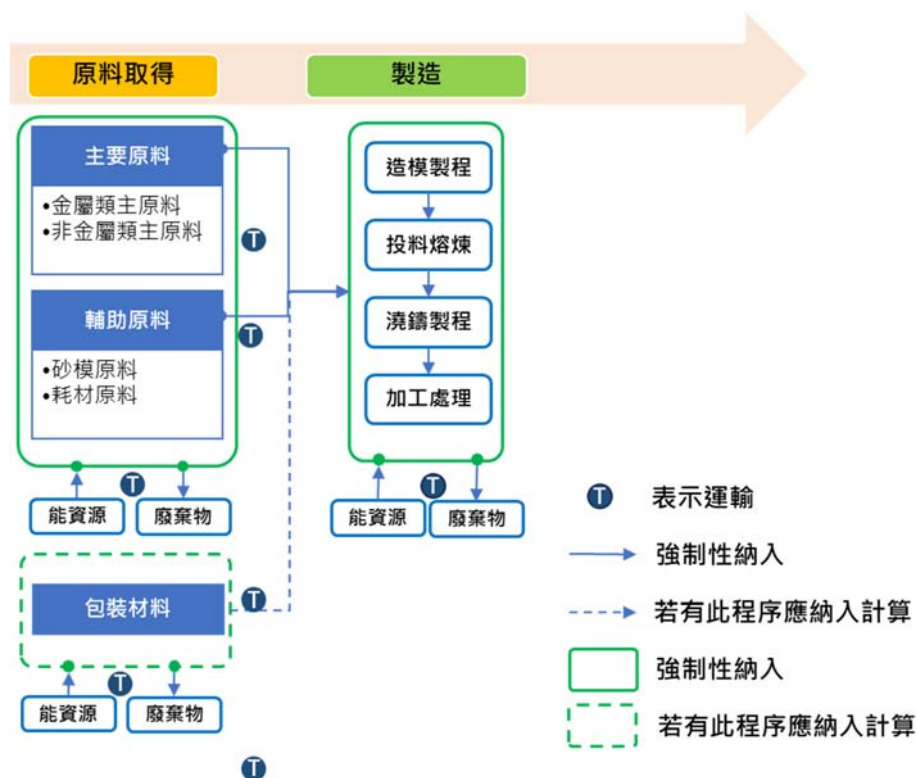 原料取得
製造
主要原料
•金屬類主原料
•非金屬類主原料
T
輔助原料
T
•砂模原料
•耗材原料
T
能資源
廢棄物
包裝材料
T
T
能資源
廢棄物
T
造模製程
投料熔煉
澆鑄製程
加工處理
T
能資源
廢棄物
T 表示運輸
強制性納入
若有此程序應納入計算
強制性納入
若有此程序應納入計算